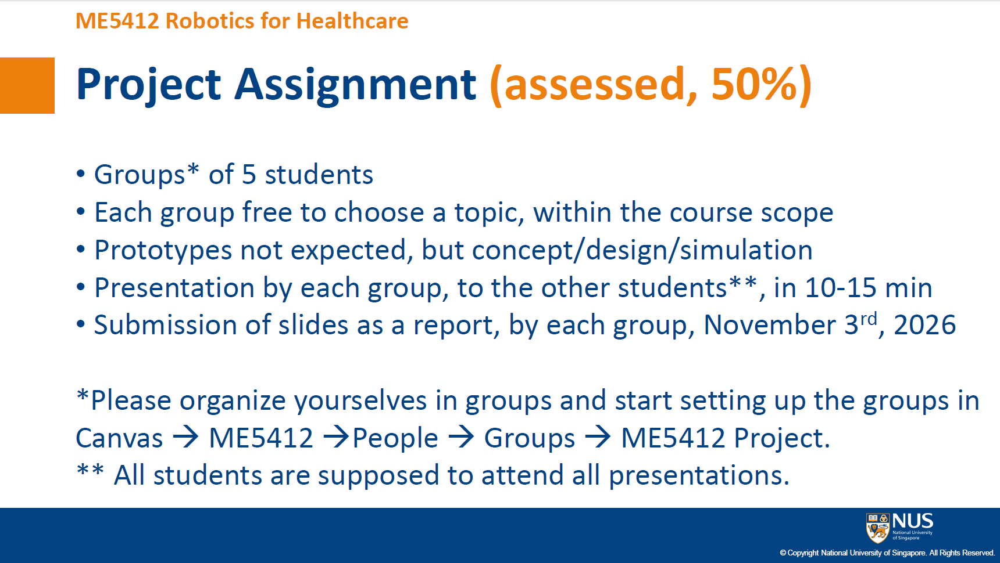 ME5412 Robotics for Healthcare
Project Assignment (assessed, 50%)
• Groups* of 5 students
• Each group free to choose a topic, within the course scope
• Prototypes not expected, but concept/design/simulation
• Presentation by each group, to the other students**, in 10-15 min
• Submission of slides as a report, by each group, November 3rd, 2026
*Please organize yourselves in groups and start setting up the groups in
Canvas → ME5412 →People → Groups → ME5412 Project.
** All students are supposed to attend all presentations.
NUS
National University
of Singapore
© Copyright National University of Singapore. All Rights Reserved.